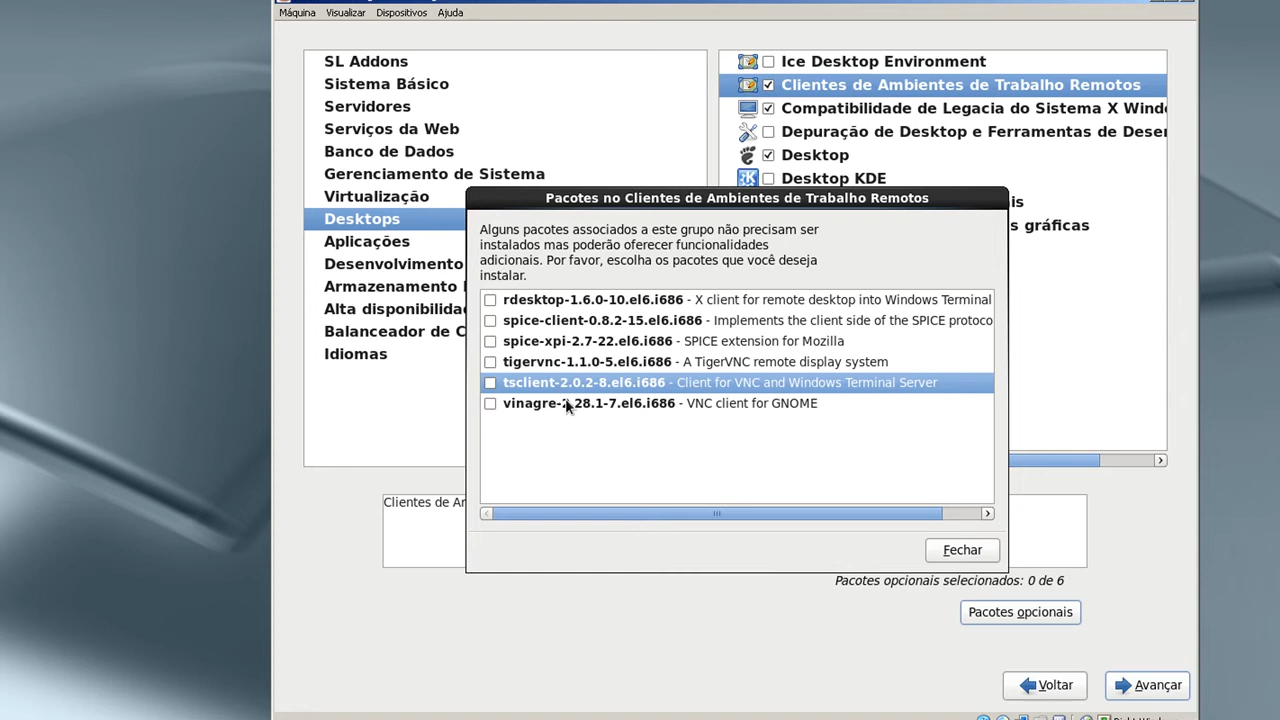 Máquina Visualizar Dispositivos Ajuda
SL Addons
Sistema Básico
Servidores
Serviços da Web
Banco de Dados
Gerenciamento de Sistema
Virtualização
Desktops
Aplicações
Desenvolvimento
Armazenamento
Alta disponibilida
Balanceador de C
Idiomas
Ice Desktop Environment
Clientes de Ambientes de Trabalho Remotos
Compatibilidade de Legacia do Sistema X Windo
Depuração de Desktop e Ferramentas de Desen
Desktop
Desktop KDE
is
s gráficas
Pacotes no Clientes de Ambientes de Trabalho Remotos
Alguns pacotes associados a este grupo não precisam ser
instalados mas poderão oferecer funcionalidades
adicionais. Por favor, escolha os pacotes que você deseja
instalar.
rdesktop-1.6.0-10.el6.i686 - X client for remote desktop into Windows Terminal
spice-client-0.8.2-15.el6.i686 - Implements the client side of the SPICE protoco
spice-xpi-2.7-22.el6.i686 - SPICE extension for Mozilla
tigervnc-1.1.0-5.el6.i686 - A TigerVNC remote display system
tsclient-2.0.2-8.el6.i686 - Client for VNC and Windows Terminal Server
vinagre-2.28.1-7.el6.i686 - VNC client for GNOME
Fechar
Clientes de Am
Pacotes opcionais selecionados: 0 de 6
Pacotes opcionais
Voltar
Avançar